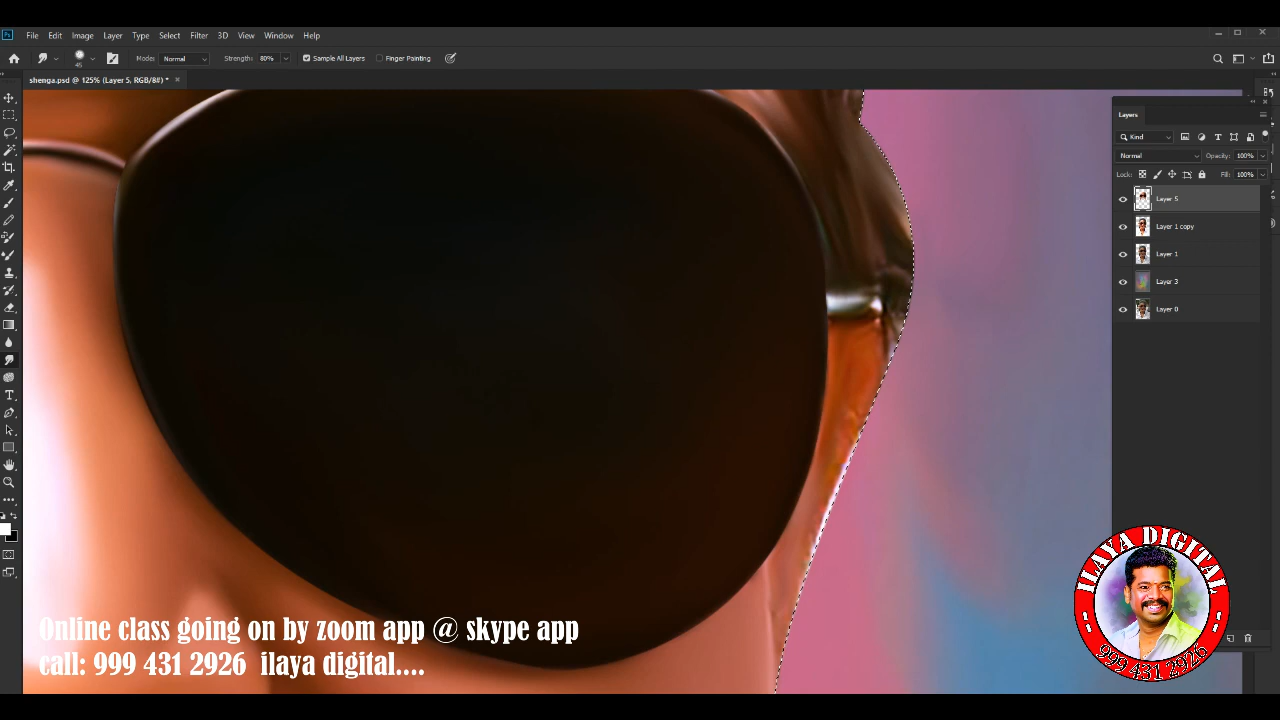 Ps
File Edit Image Layer Type Select Filter 3D View Window Help
45 Mode: Normal Strength: 80% Sample All Layers Finger Painting
shenga.psd @ 125% (Layer 5, RGB/8#) * ×
Layers
Kind
Normal Opacity: 100%
Lock: Fill: 100%
Layer 5
Layer 1 copy
Layer 1
Layer 3
Layer 0
Online class going on by zoom app @ skype app
call: 999 431 2926 ilaya digital....
ILAYA DIGITAL
999 431 2926